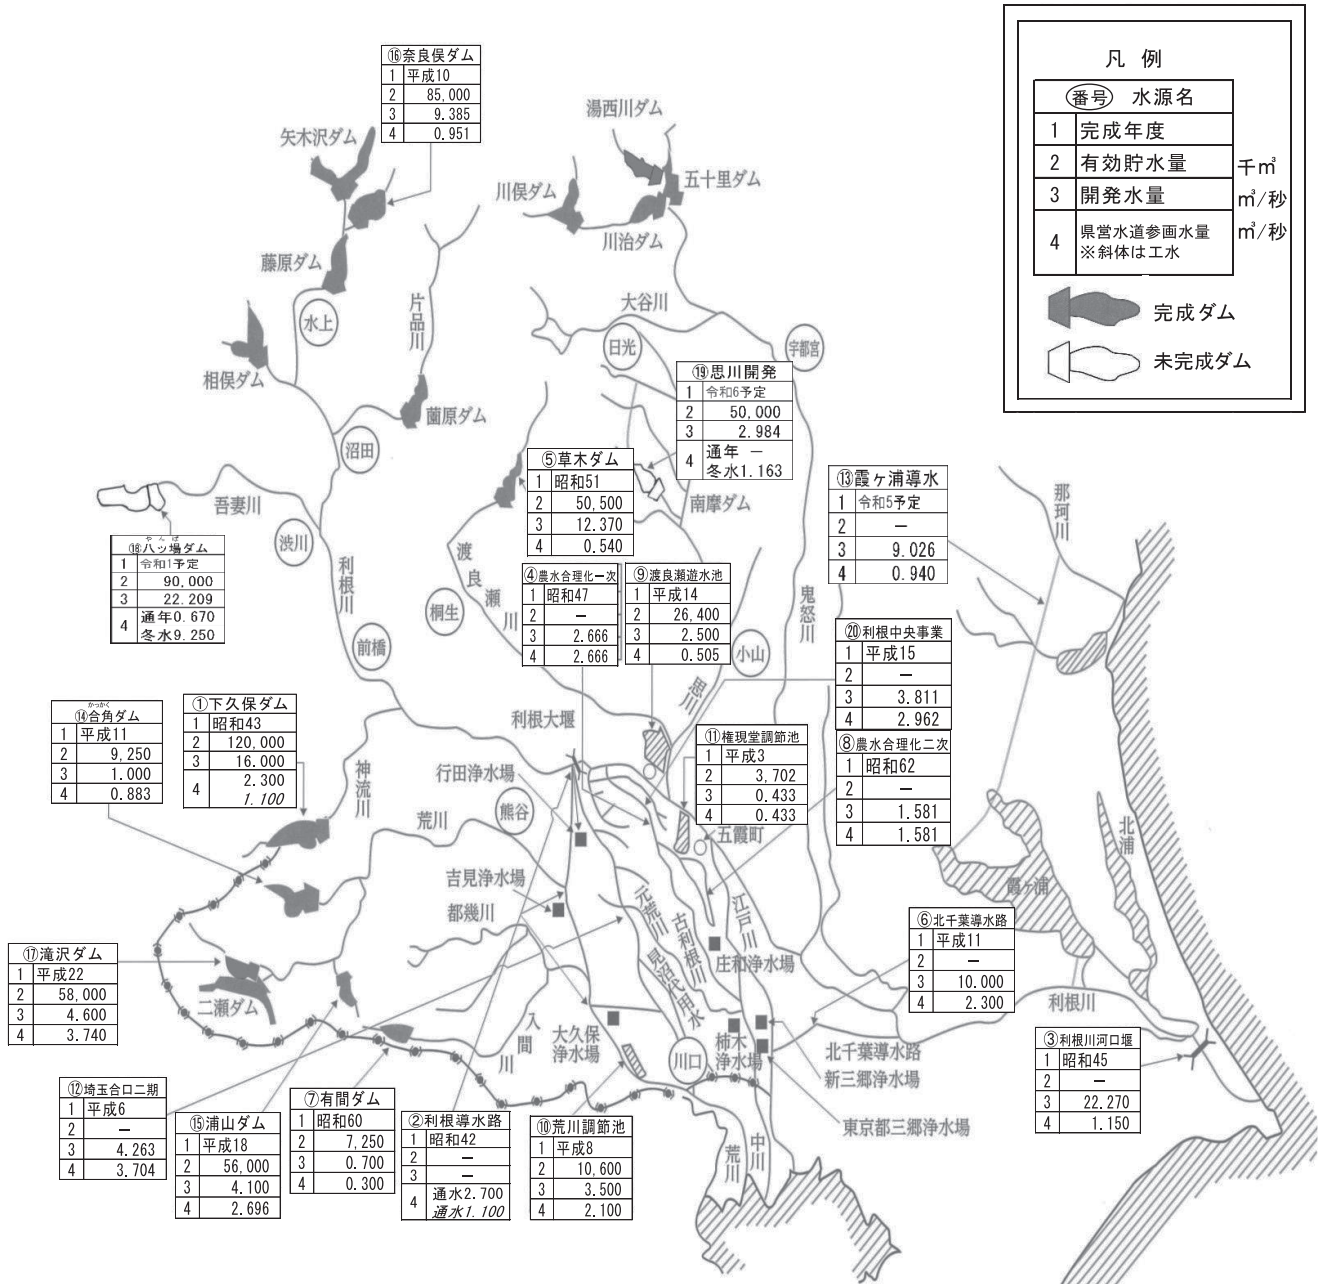 凡 例
番号 水源名
1 完成年度
2 有効貯水量 千㎥
3 開発水量 ㎥/秒
4 県営水道参画水量 ㎥/秒
※斜体は工水
完成ダム
未完成ダム
⑯奈良俣ダム
1 平成10
2 85,000
3 9.385
4 0.951
矢木沢ダム
湯西川ダム
五十里ダム
川俣ダム
川治ダム
藤原ダム
水上
片品川
大谷川
日光
宇都宮
相俣ダム
薗原ダム
沼田
⑲思川開発
1 令和6予定
2 50,000
3 2.984
4 通年 −
冬水1.163
⑤草木ダム
1 昭和51
2 50,500
3 12.370
4 0.540
南摩ダム
⑬霞ヶ浦導水
1 令和5予定
2 −
3 9.026
4 0.940
那珂川
吾妻川
渋川
利根川
やんば
⑱八ッ場ダム
1 令和1予定
2 90,000
3 22.209
4 通年0.670
冬水9.250
渡良瀬川
桐生
前橋
④農水合理化一次
1 昭和47
2 −
3 2.666
4 2.666
⑨渡良瀬遊水池
1 平成14
2 26,400
3 2.500
4 0.505
鬼怒川
小山
思川
⑳利根中央事業
1 平成15
2 −
3 3.811
4 2.962
かっかく
⑭合角ダム
1 平成11
2 9,250
3 1.000
4 0.883
①下久保ダム
1 昭和43
2 120,000
3 16.000
4 2.300
1.100
神流川
利根大堰
行田浄水場
熊谷
荒川
⑪権現堂調節池
1 平成3
2 3,702
3 0.433
4 0.433
五霞町
⑧農水合理化二次
1 昭和62
2 −
3 1.581
4 1.581
北浦
霞ヶ浦
吉見浄水場
都幾川
元荒川
古利根川
見沼代用水
江戸川
庄和浄水場
⑥北千葉導水路
1 平成11
2 −
3 10.000
4 2.300
利根川
⑰滝沢ダム
1 平成22
2 58,000
3 4.600
4 3.740
二瀬ダム
入間川
大久保
浄水場
川口
柿木
浄水場
北千葉導水路
新三郷浄水場
東京都三郷浄水場
③利根川河口堰
1 昭和45
2 −
3 22.270
4 1.150
⑫埼玉合口二期
1 平成6
2 −
3 4.263
4 3.704
⑮浦山ダム
1 平成18
2 56,000
3 4.100
4 2.696
⑦有間ダム
1 昭和60
2 7,250
3 0.700
4 0.300
②利根導水路
1 昭和42
2 −
3 −
4 通水2.700
通水1.100
⑩荒川調節池
1 平成8
2 10,600
3 3.500
4 2.100
荒川
中川